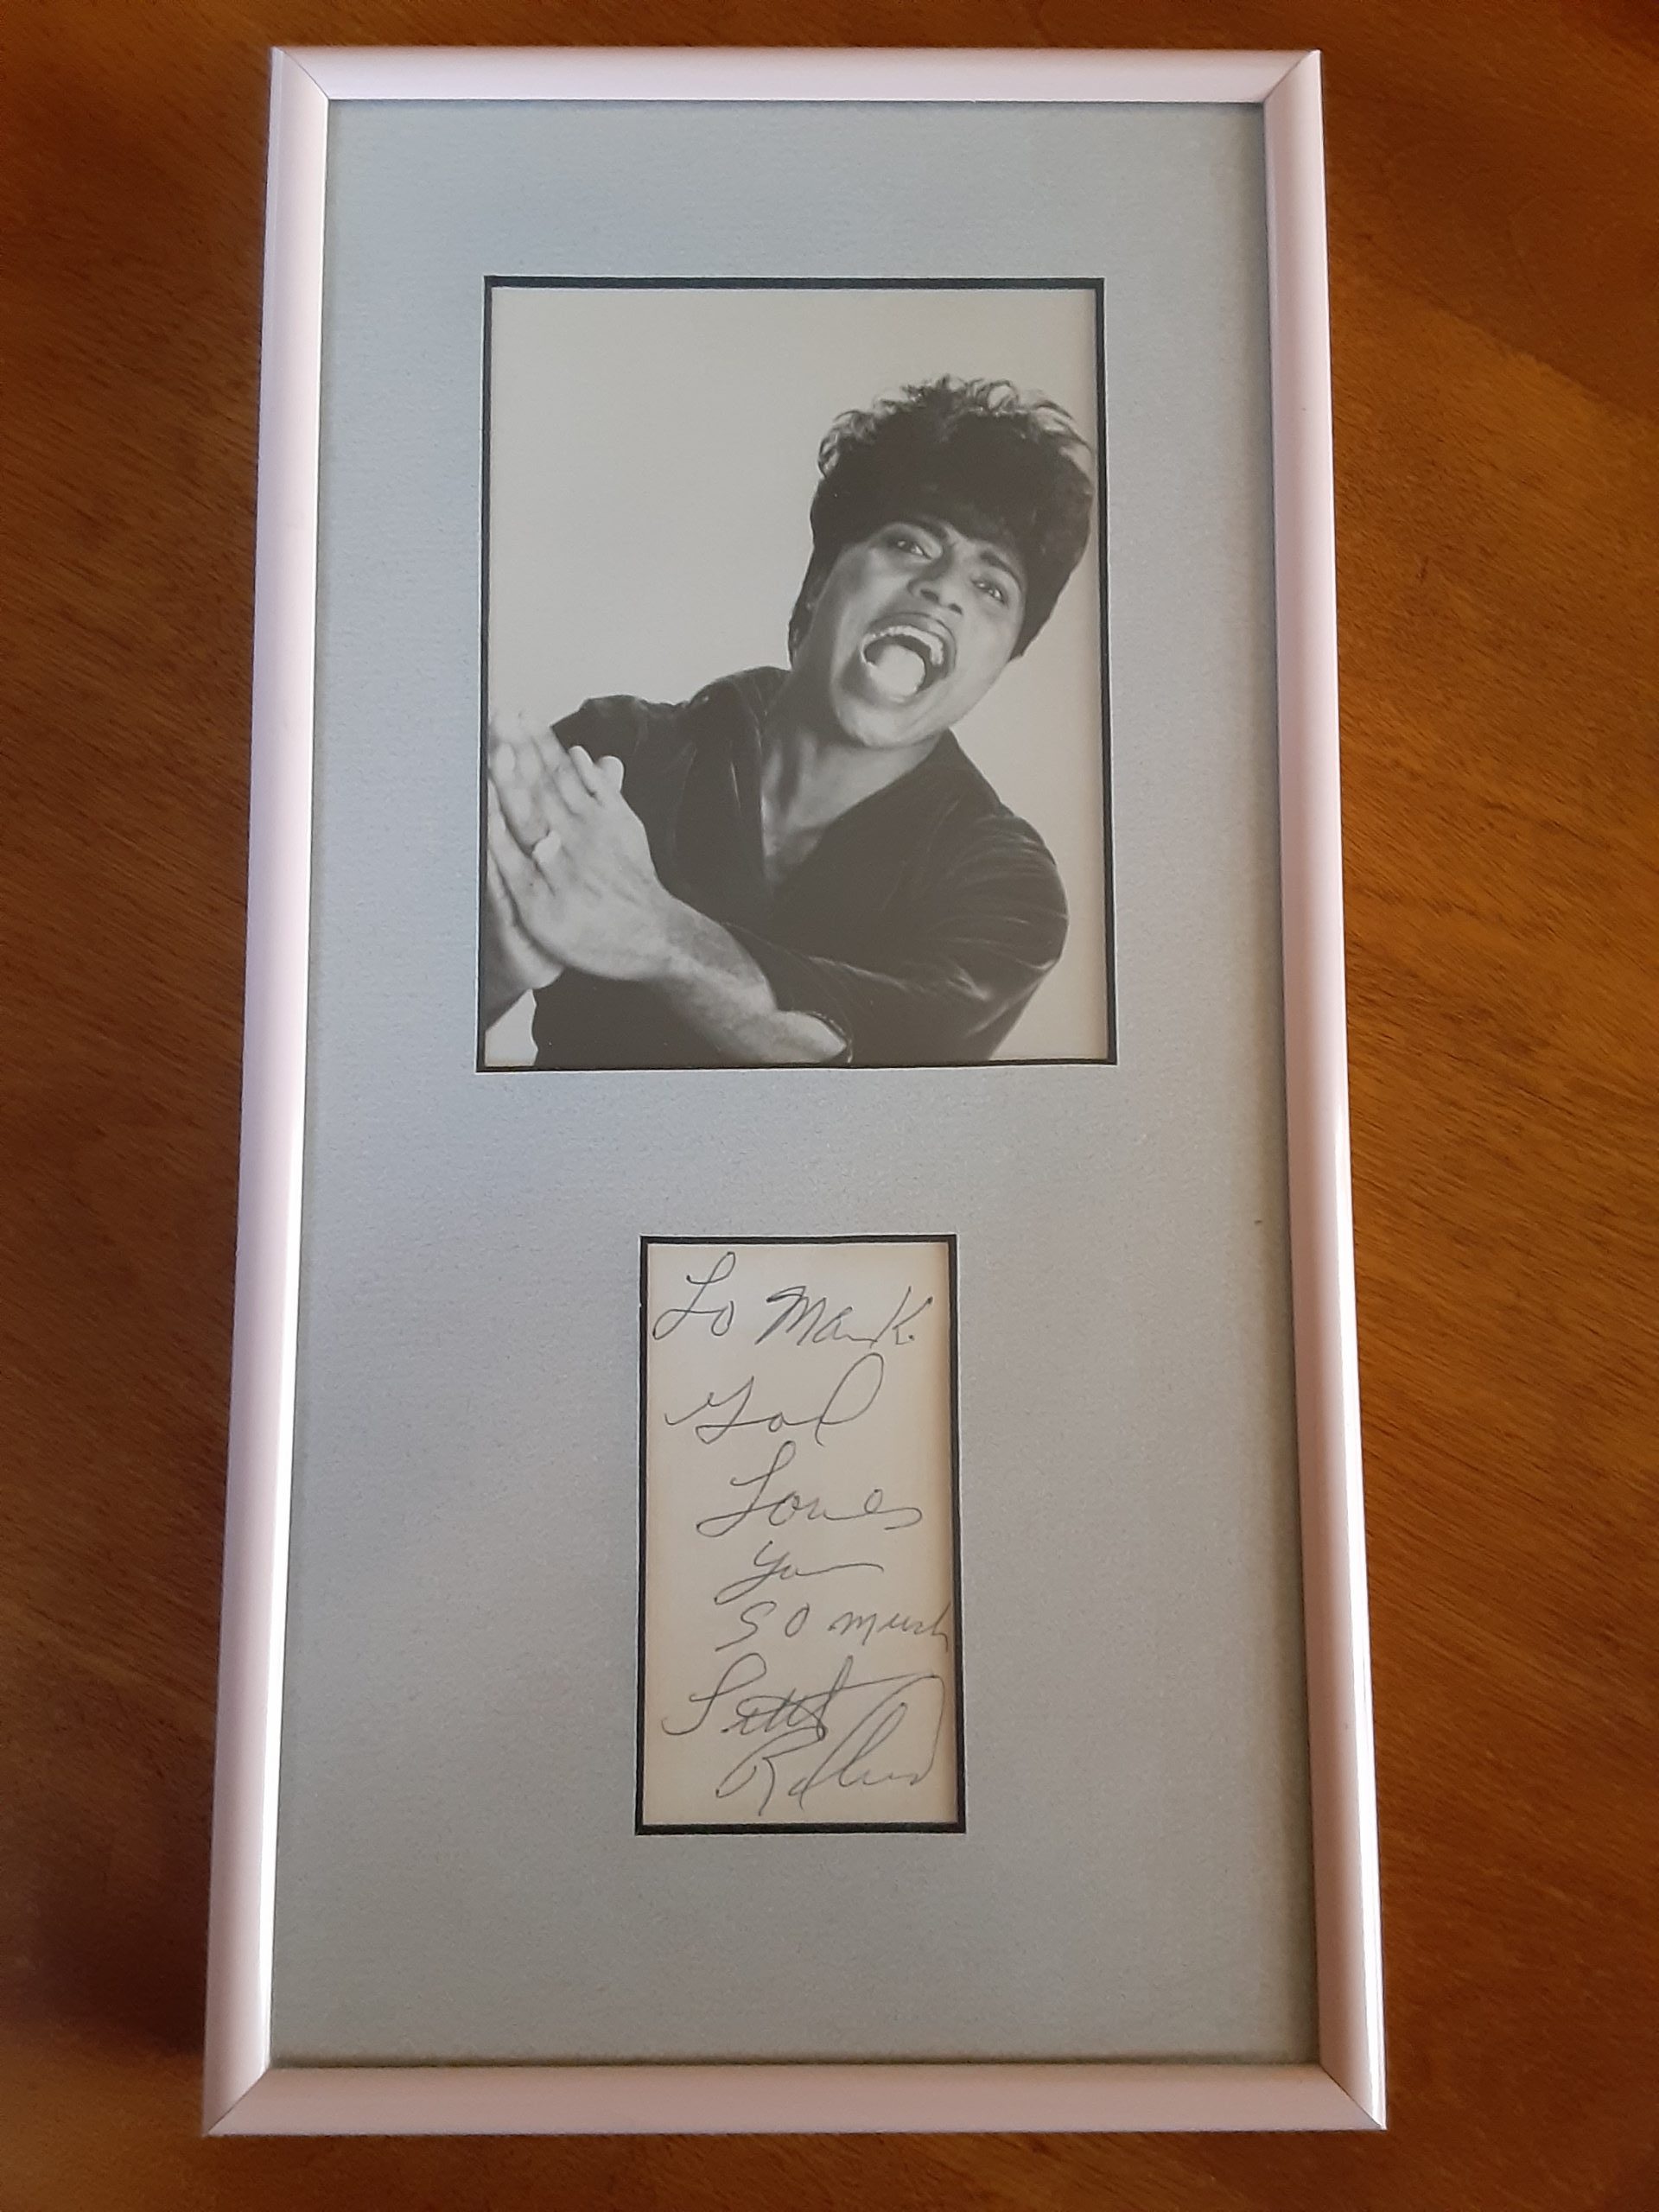 To Mark.
God
Loves
You
so much
Little
Richard